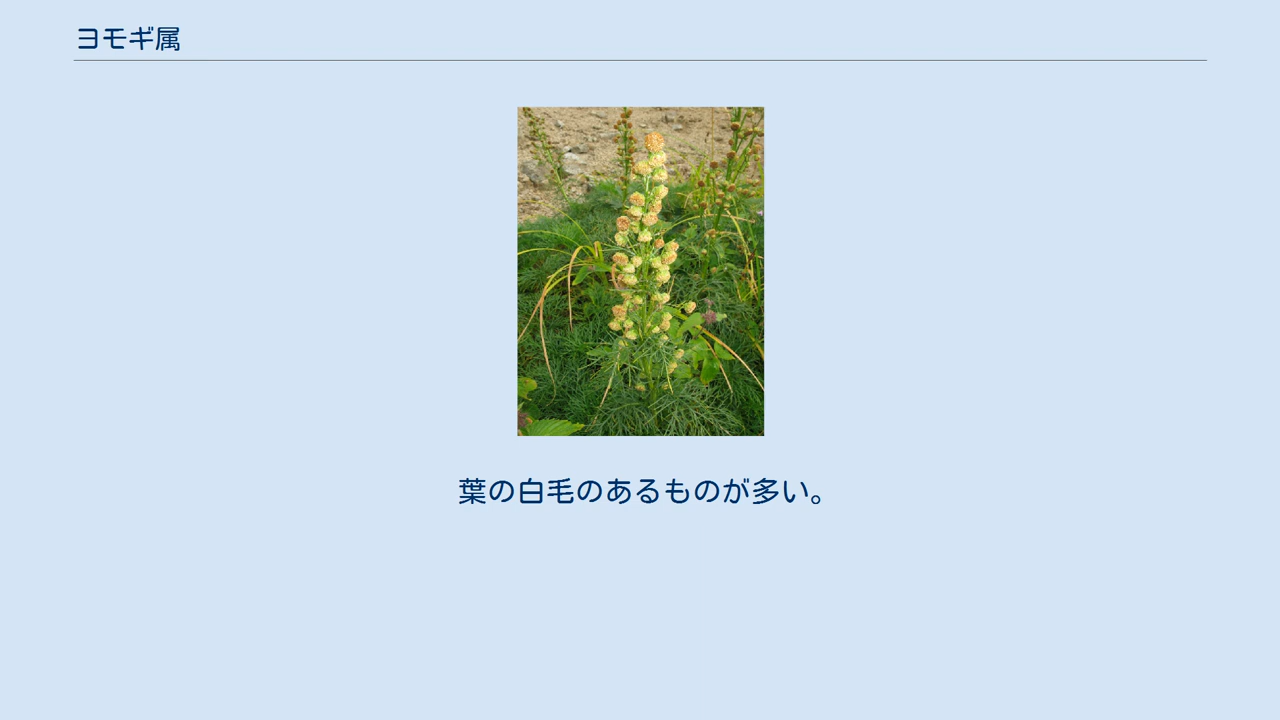 ヨモギ属
葉の白毛のあるものが多い。